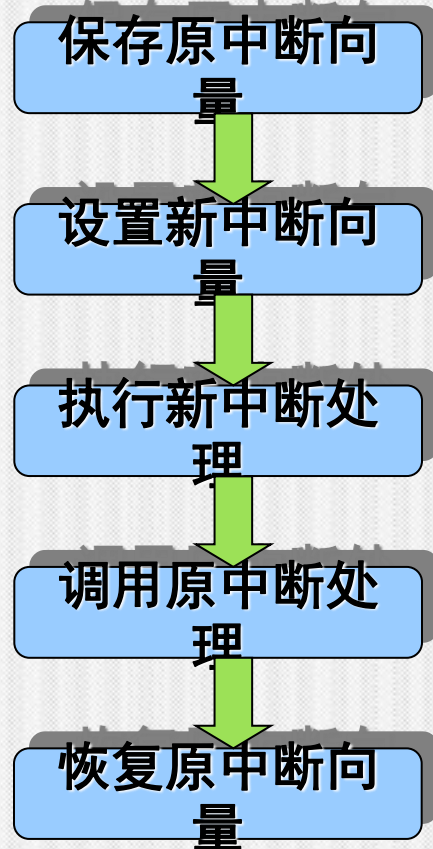 保存原中断向
量
设置新中断向
量
执行新中断处
理
调用原中断处
理
恢复原中断向
量